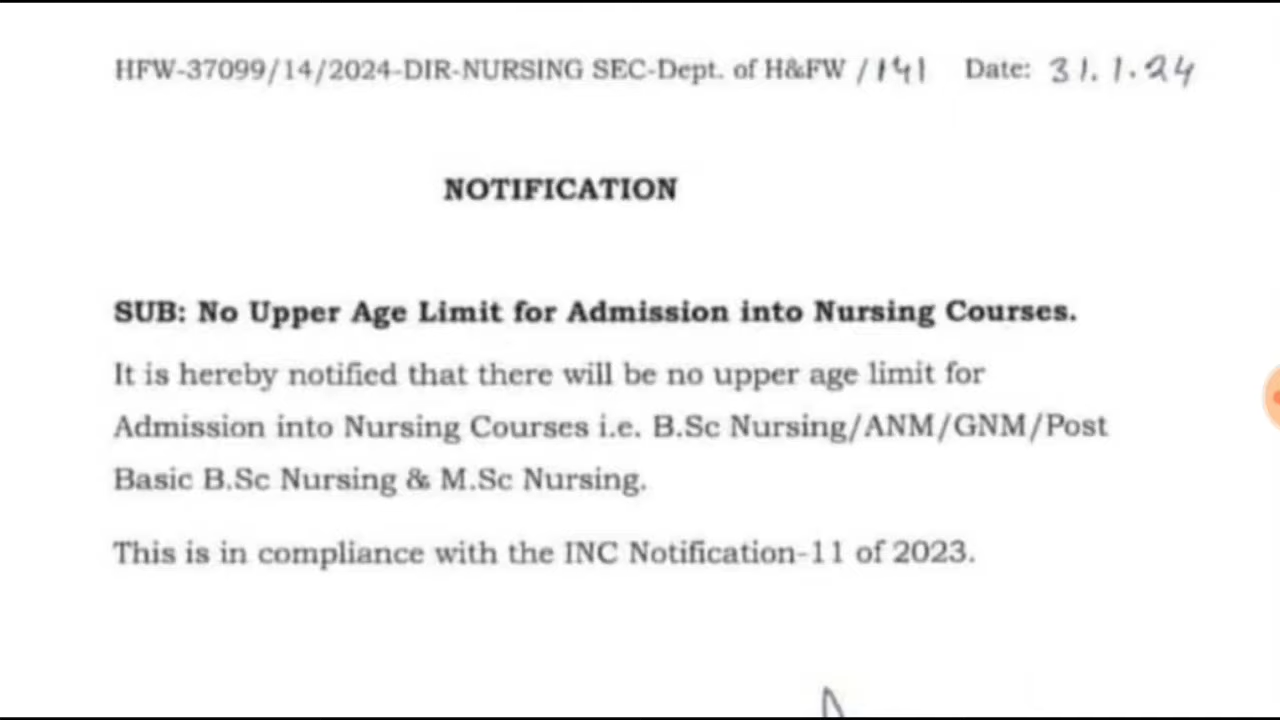 HFW-37099/14/2024-DIR-NURSING SEC-Dept. of H&FW /141 Date: 31.1.24
NOTIFICATION
SUB: No Upper Age Limit for Admission into Nursing Courses.
It is hereby notified that there will be no upper age limit for
Admission into Nursing Courses i.e. B.Sc Nursing/ANM/GNM/Post
Basic B.Sc Nursing & M.Sc Nursing.
This is in compliance with the INC Notification-11 of 2023.